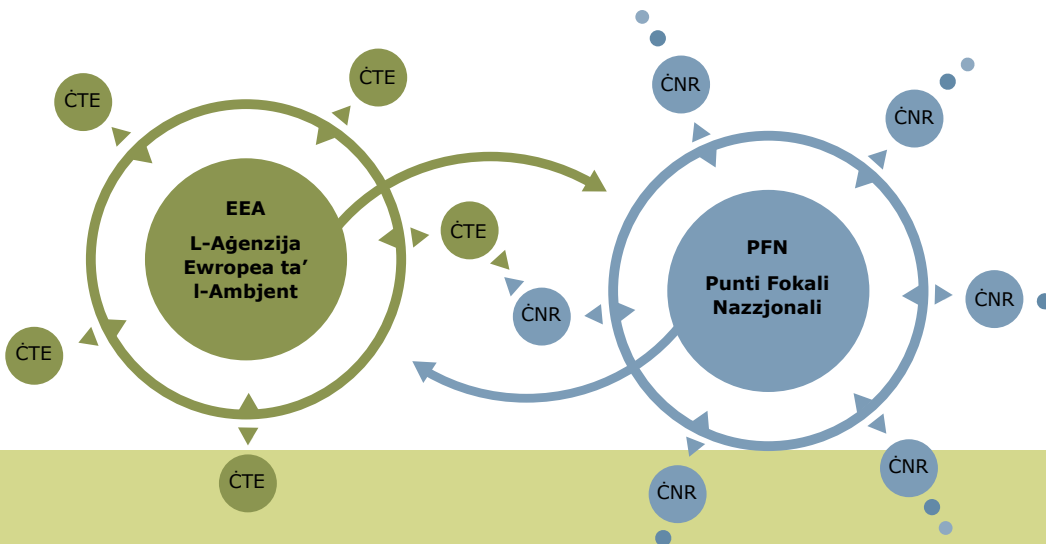 ĊTE
ĊTE
ĊNR
ĊNR
EEA
L-Aġenzija
Ewropea ta’
l-Ambjent
ĊTE
ĊNR
PFN
Punti Fokali
Nazzjonali
ĊNR
ĊTE
ĊTE
ĊNR
ĊNR